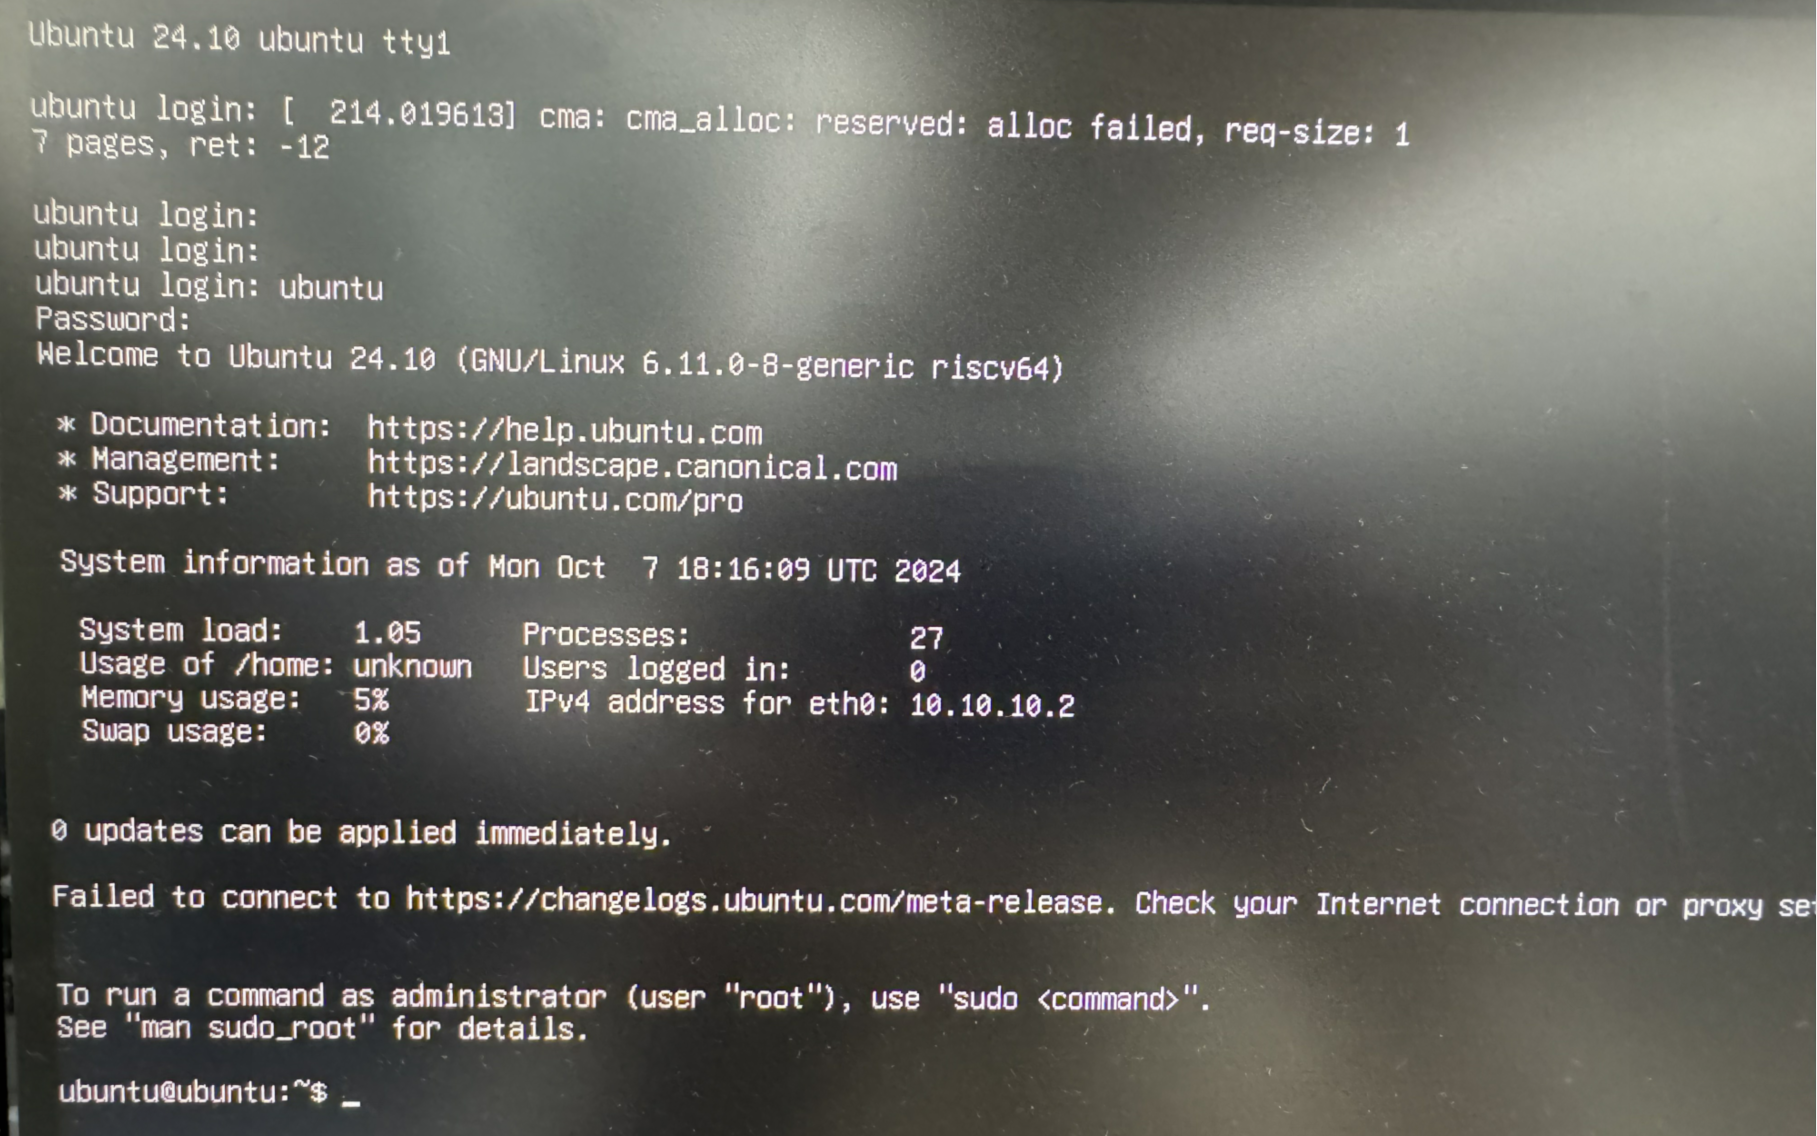 Ubuntu 24.10 ubuntu tty1
ubuntu login: [  214.019613] cma: cma_alloc: reserved: alloc failed, req-size: 1
7 pages, ret: -12
ubuntu login:
ubuntu login:
ubuntu login: ubuntu
Password:
Welcome to Ubuntu 24.10 (GNU/Linux 6.11.0-8-generic riscv64)
* Documentation:  https://help.ubuntu.com
* Management:     https://landscape.canonical.com
* Support:        https://ubuntu.com/pro
System information as of Mon Oct  7 18:16:09 UTC 2024
System load:    1.05      Processes:             27
Usage of /home: unknown   Users logged in:       0
Memory usage:   5%        IPv4 address for eth0: 10.10.10.2
Swap usage:     0%
0 updates can be applied immediately.
Failed to connect to https://changelogs.ubuntu.com/meta-release. Check your Internet connection or proxy
To run a command as administrator (user "root"), use "sudo <command>".
See "man sudo_root" for details.
ubuntu@ubuntu:~$ _